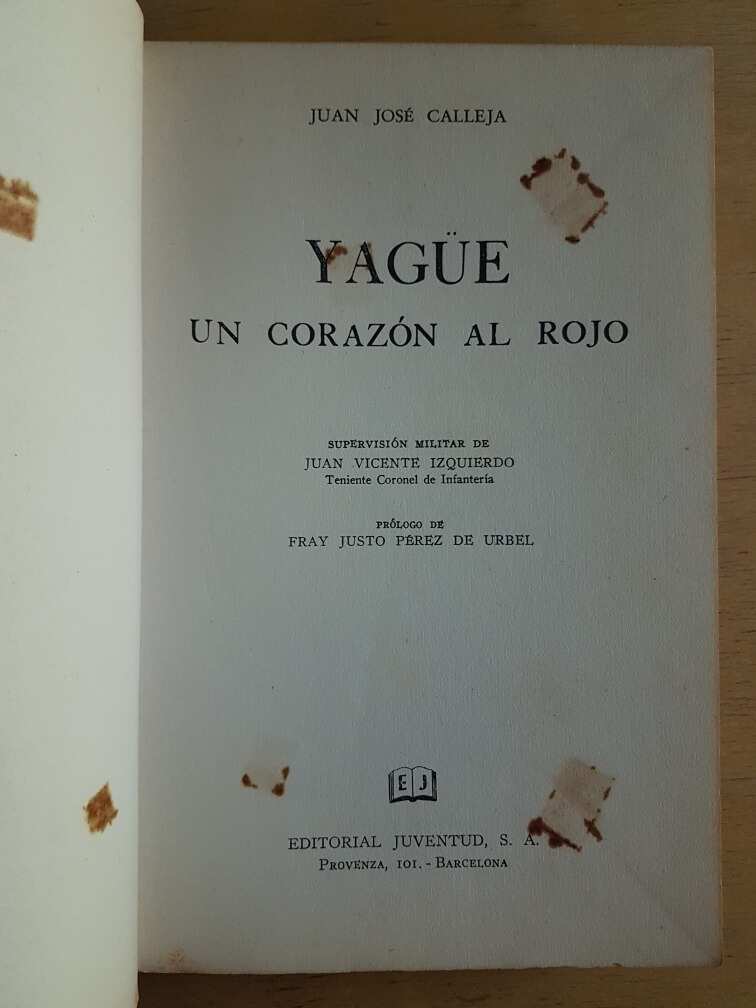 JUAN JOSÉ CALLEJA
YAGÜE
UN CORAZÓN AL ROJO
SUPERVISIÓN MILITAR DE
JUAN VICENTE IZQUIERDO
Teniente Coronel de Infantería
PRÓLOGO DE
FRAY JUSTO PÉREZ DE URBEL
E J
EDITORIAL JUVENTUD, S. A.
PROVENZA, 101. - BARCELONA